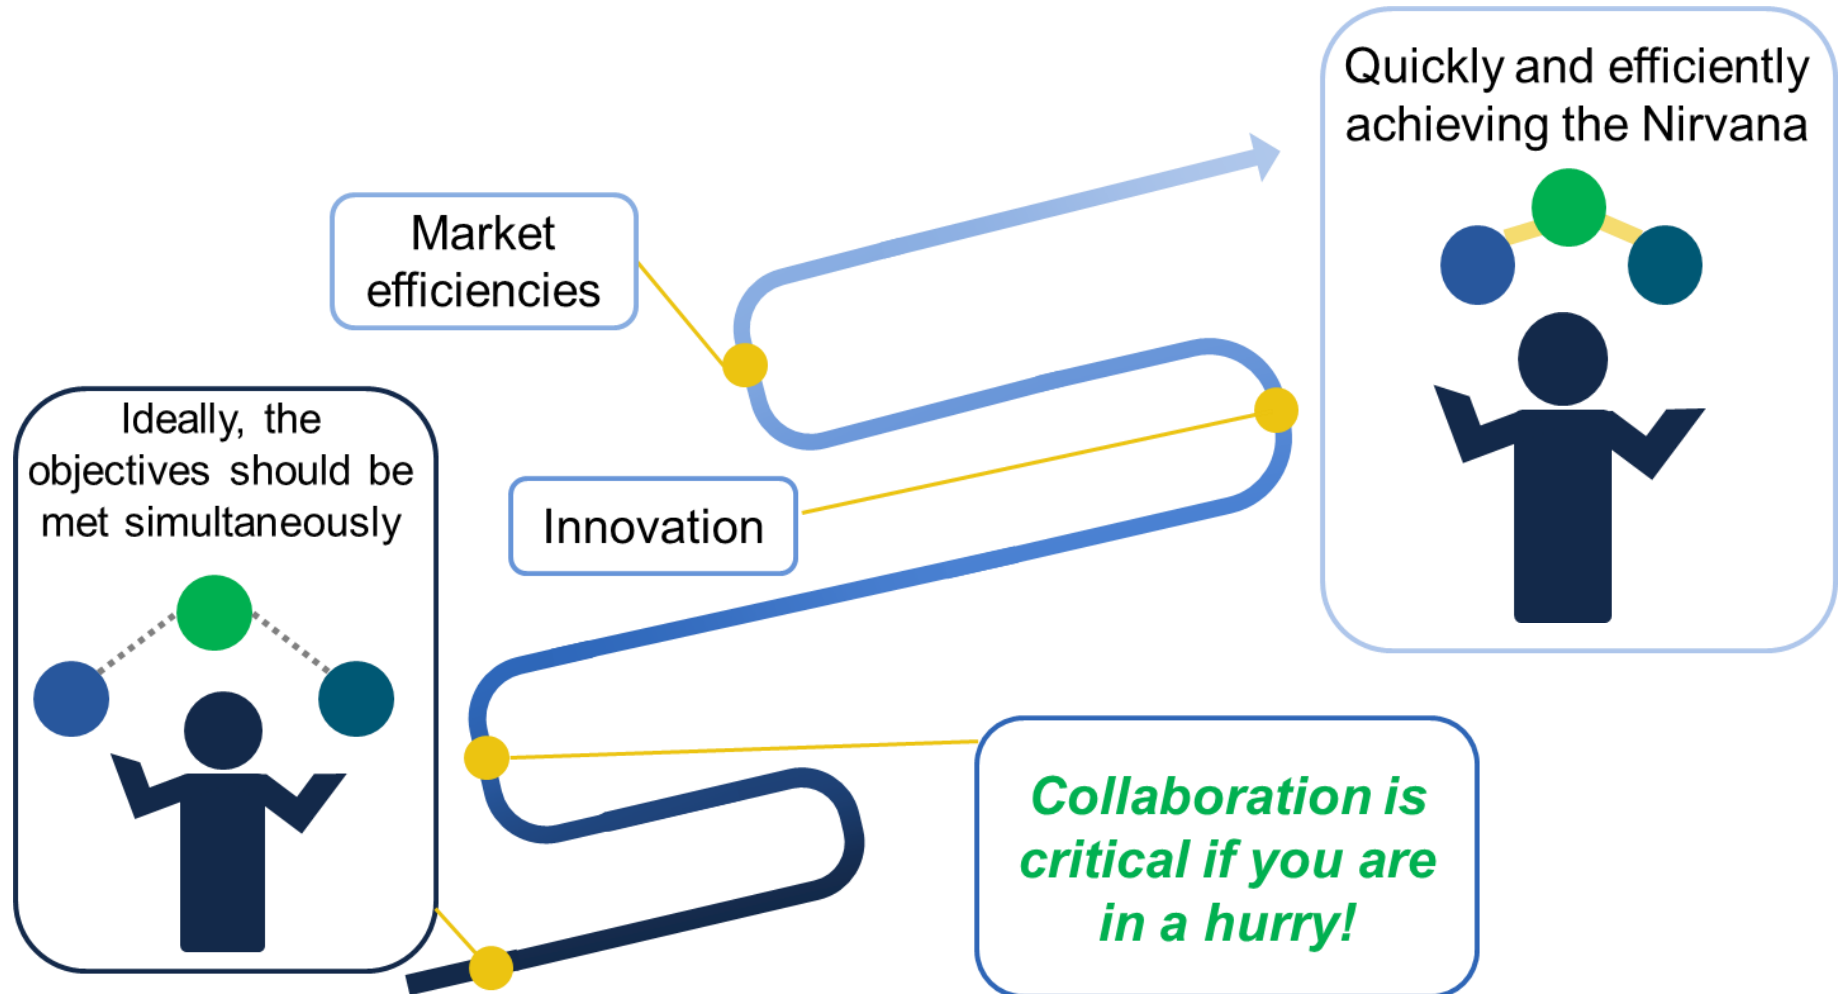 Quickly and efficiently
achieving the Nirvana
Market
efficiencies
Ideally, the
objectives should be
met simultaneously
Innovation
Collaboration is
critical if you are
in a hurry!